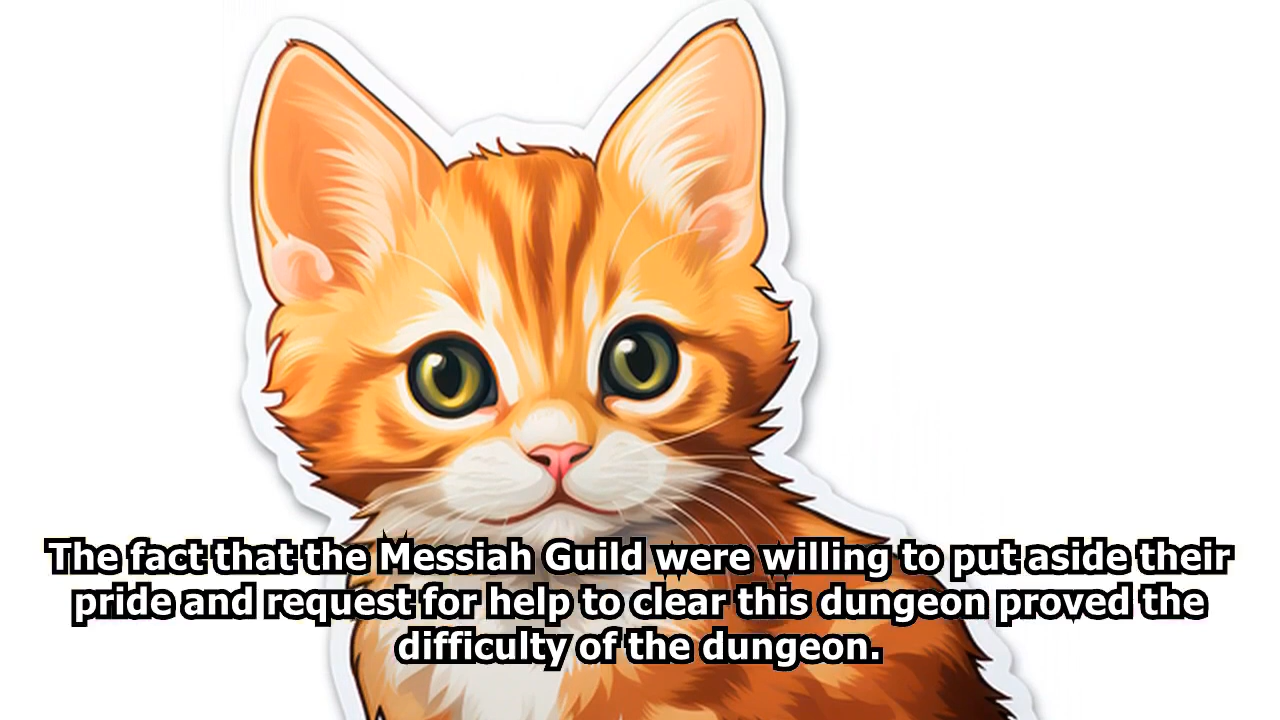 The fact that the Messiah Guild were willing to put aside their
pride and request for help to clear this dungeon proved the
difficulty of the dungeon.